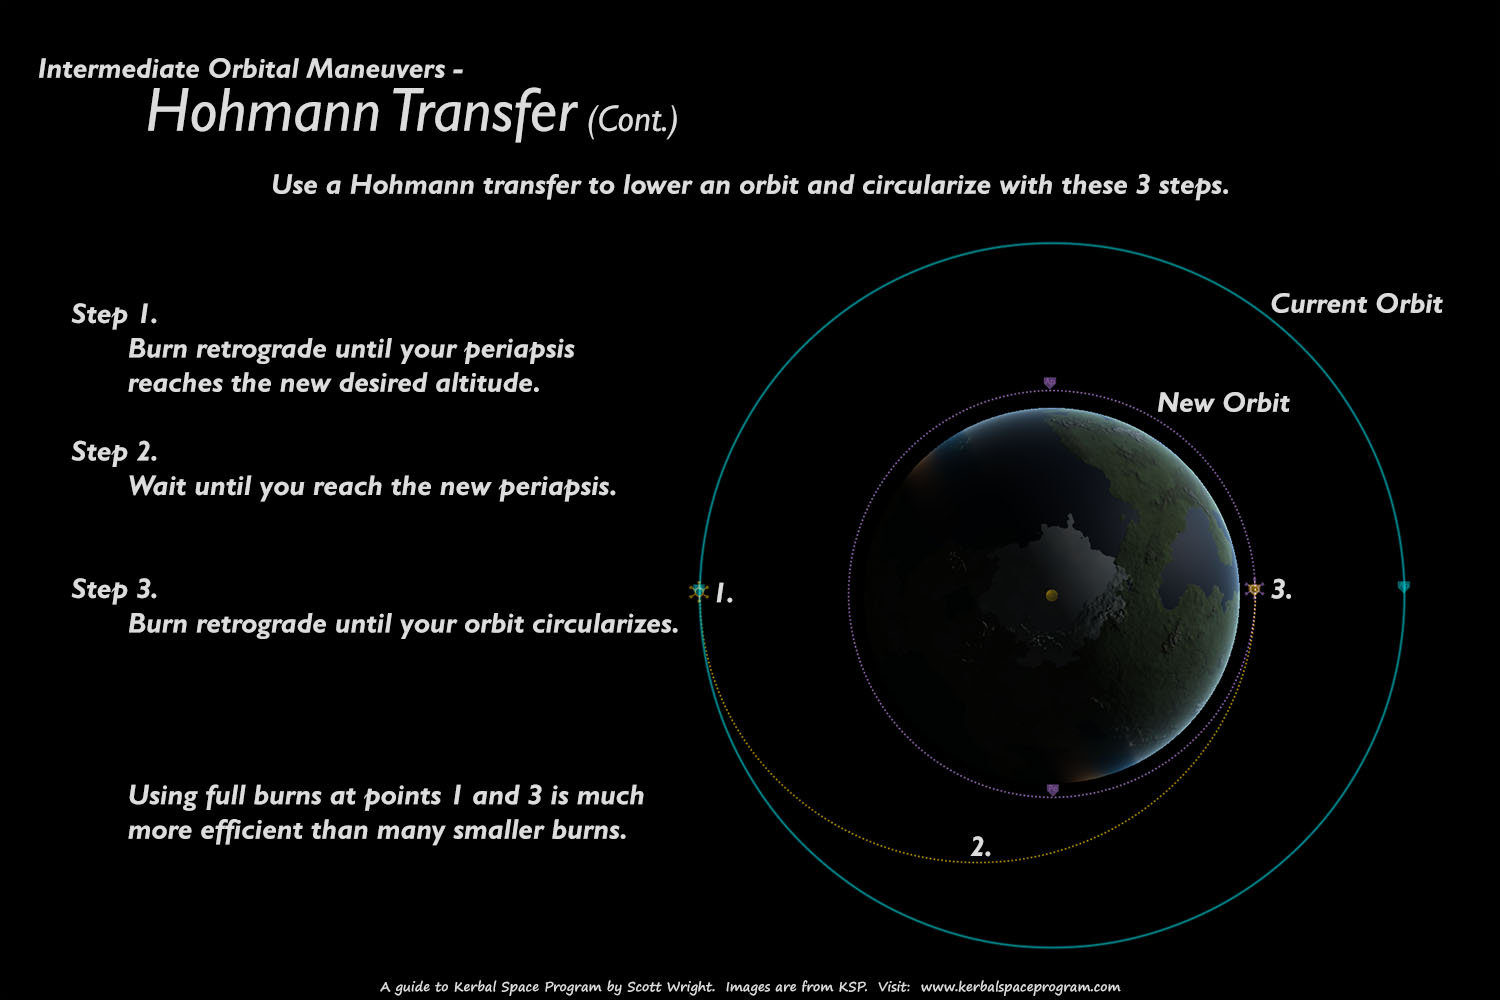 Intermediate Orbital Maneuvers -
Hohmann Transfer (Cont.)
Use a Hohmann transfer to lower an orbit and circularize with these 3 steps.
Current Orbit
New Orbit
Step 1.
Burn retrograde until your periapsis
reaches the new desired altitude.
Step 2.
Wait until you reach the new periapsis.
Step 3.
Burn retrograde until your orbit circularizes.
1.
3.
2.
Using full burns at points 1 and 3 is much
more efficient than many smaller burns.
A guide to Kerbal Space Program by Scott Wright. Images are from KSP. Visit: www.kerbalspaceprogram.com